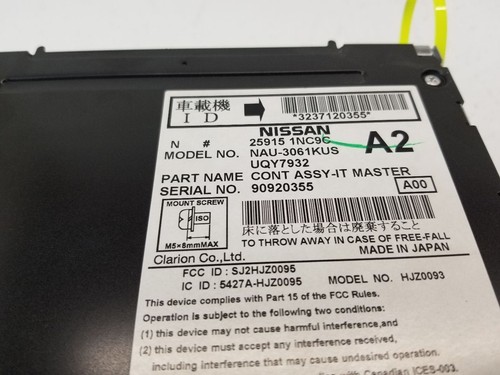 車載機
I D
*3237120355*
NISSAN
N # 25915 1NC9C
A2
MODEL NO. NAU-3061KUS
UQY7932
PART NAME CONT ASSY-IT MASTER
SERIAL NO. 90920355
A00
MOUNT SCREW
ISO
M5×8mmMAX
床に落とした場合は廃棄すること
TO THROW AWAY IN CASE OF FREE-FALL
MADE IN JAPAN
Clarion Co.,Ltd.
FCC ID : SJ2HJZ0095
IC ID : 5427A-HJZ0095 MODEL NO. HJZ0093
This device complies with Part 15 of the FCC Rules.
Operation is subject to the following two conditions:
(1) this device may not cause harmful interference,and
(2) this device must accept any interference received,
including interference that may cause undesired operation.
with Canadian ICES-003.